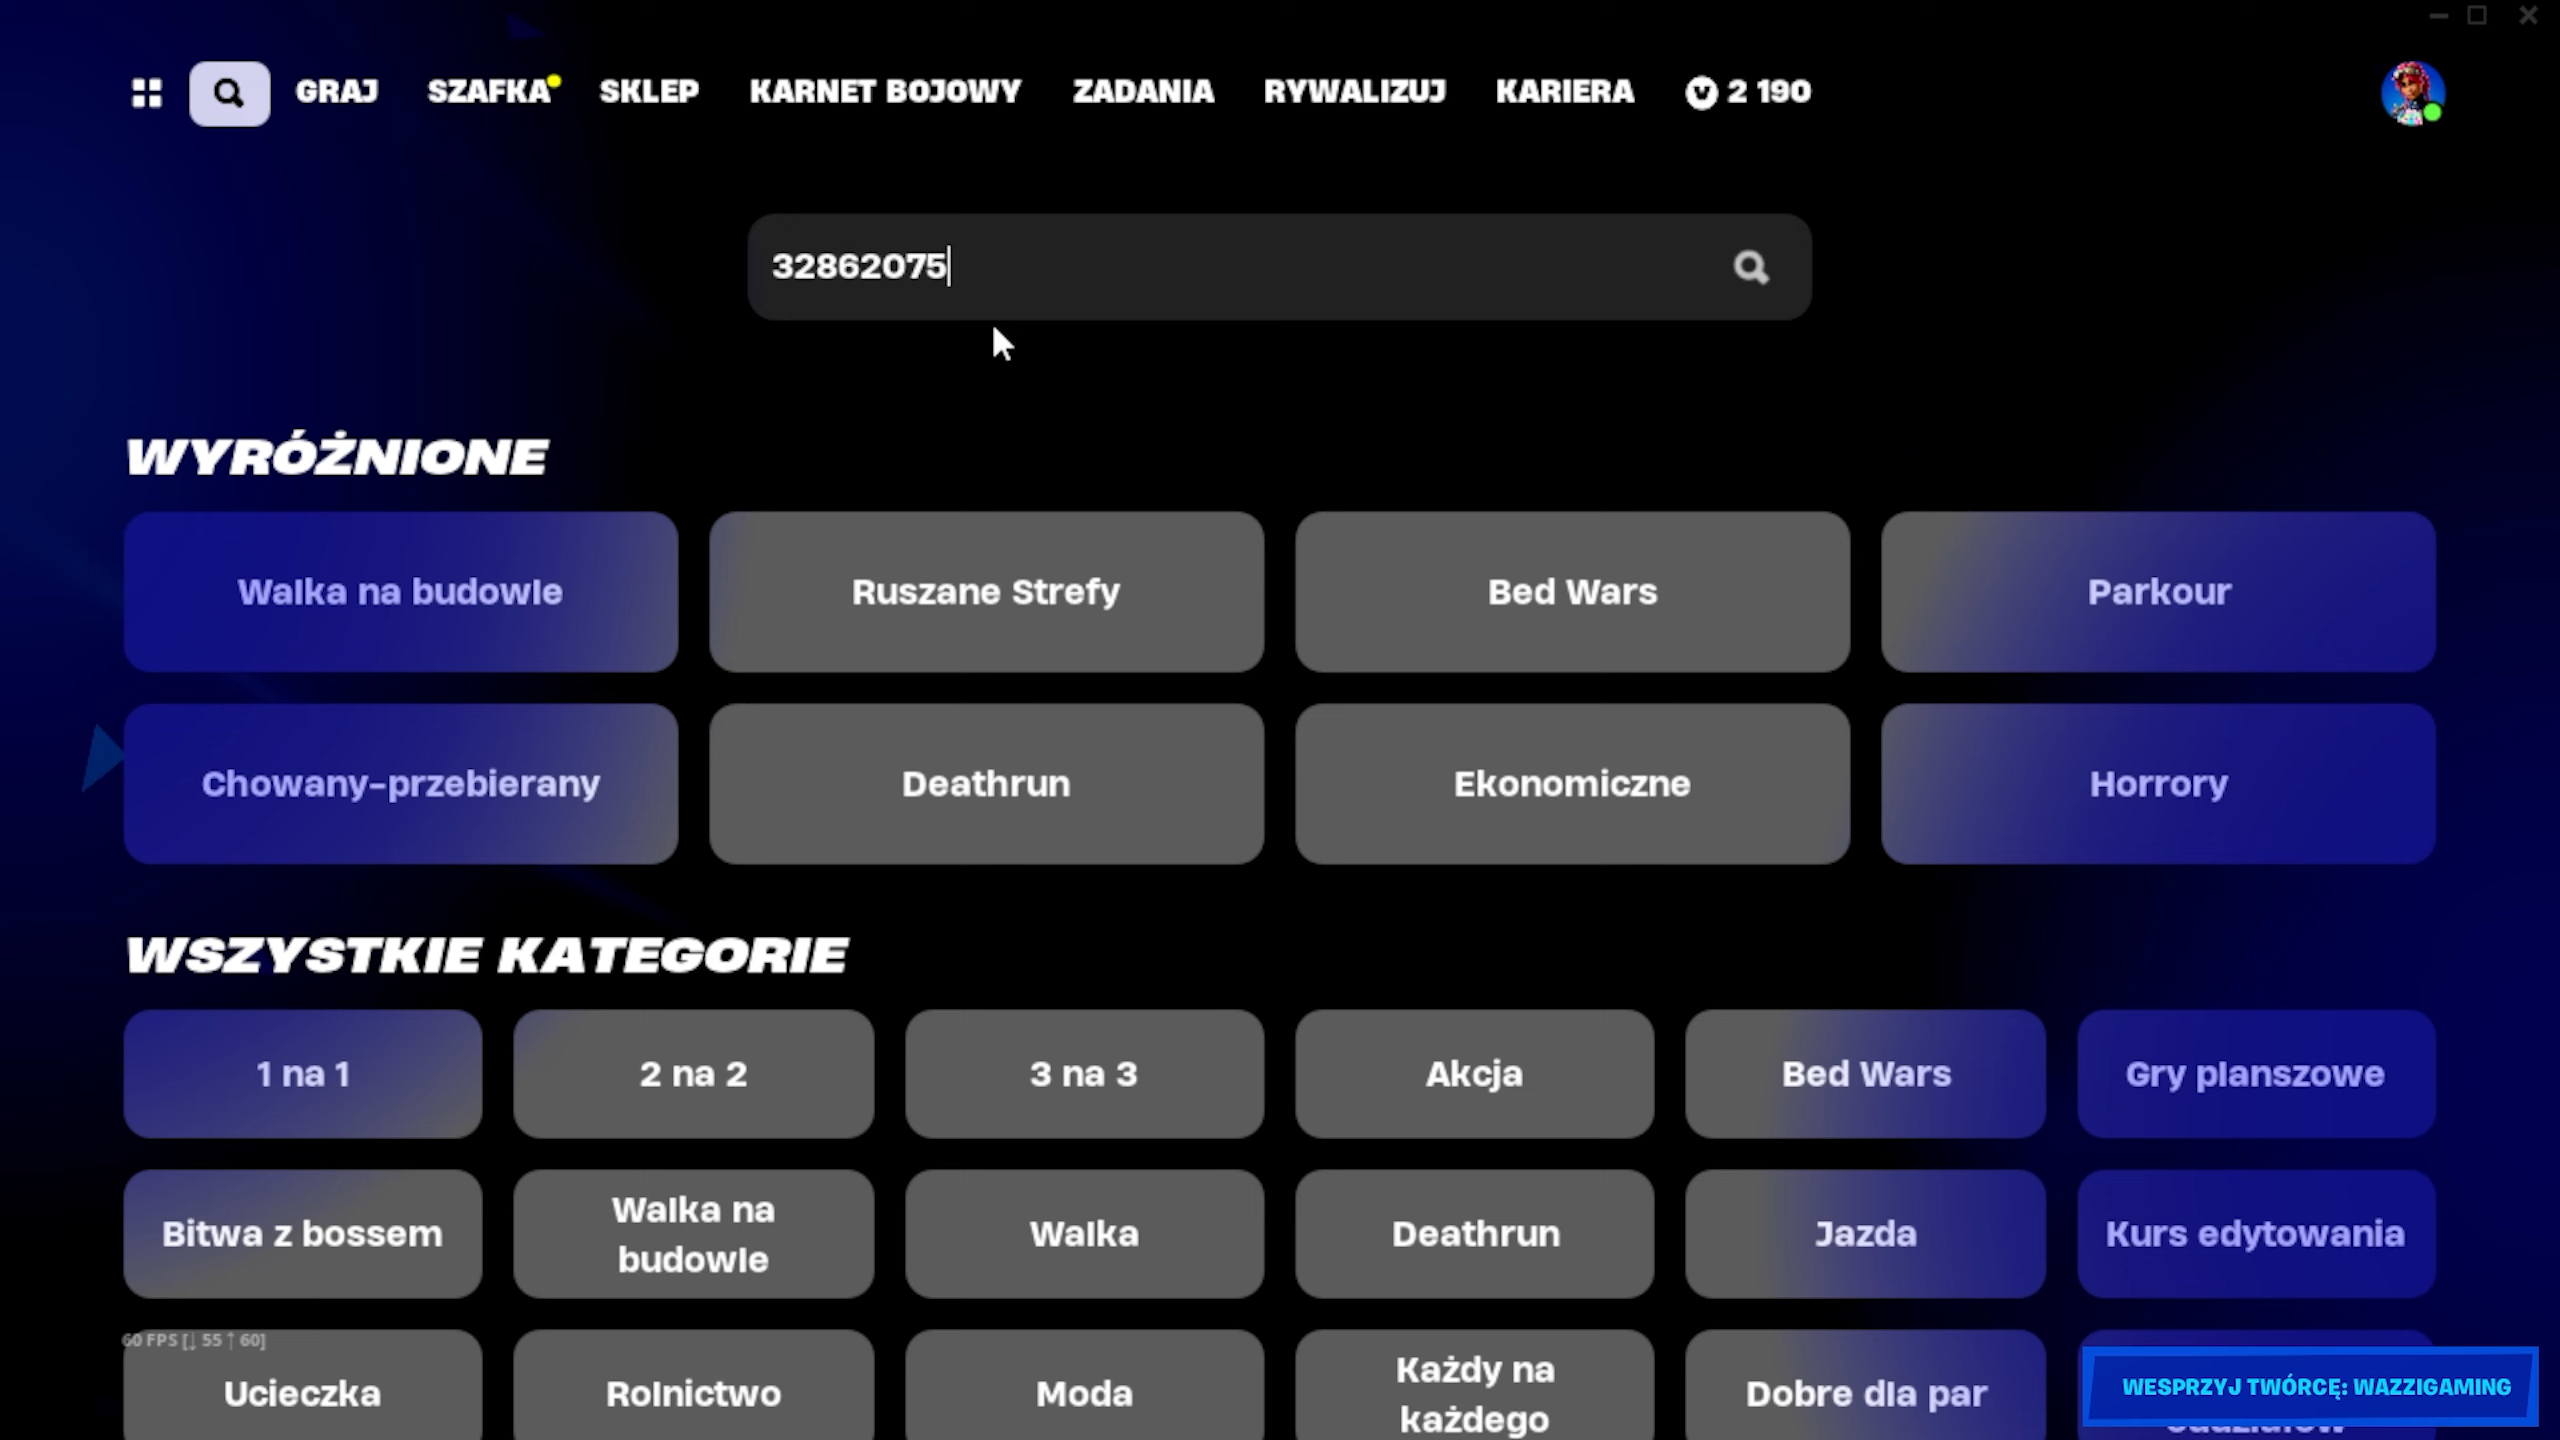 GRAJ SZAFKA SKLEP KARNET BOJOWY ZADANIA RYWALIZUJ KARIERA 2 190
32862075
WYRÓŻNIONE
Walka na budowle Ruszane Strefy Bed Wars Parkour
Chowany-przebierany Deathrun Ekonomiczne Horrory
WSZYSTKIE KATEGORIE
1 na 1 2 na 2 3 na 3 Akcja Bed Wars Gry planszowe
Bitwa z bossem Walka na budowle Walka Deathrun Jazda Kurs edytowania
60 FPS [↓ 55 ↑ 60]
Ucieczka Rolnictwo Moda Każdy na każdego Dobre dla par
WESPRZYJ TWÓRCĘ: WAZZIGAMING